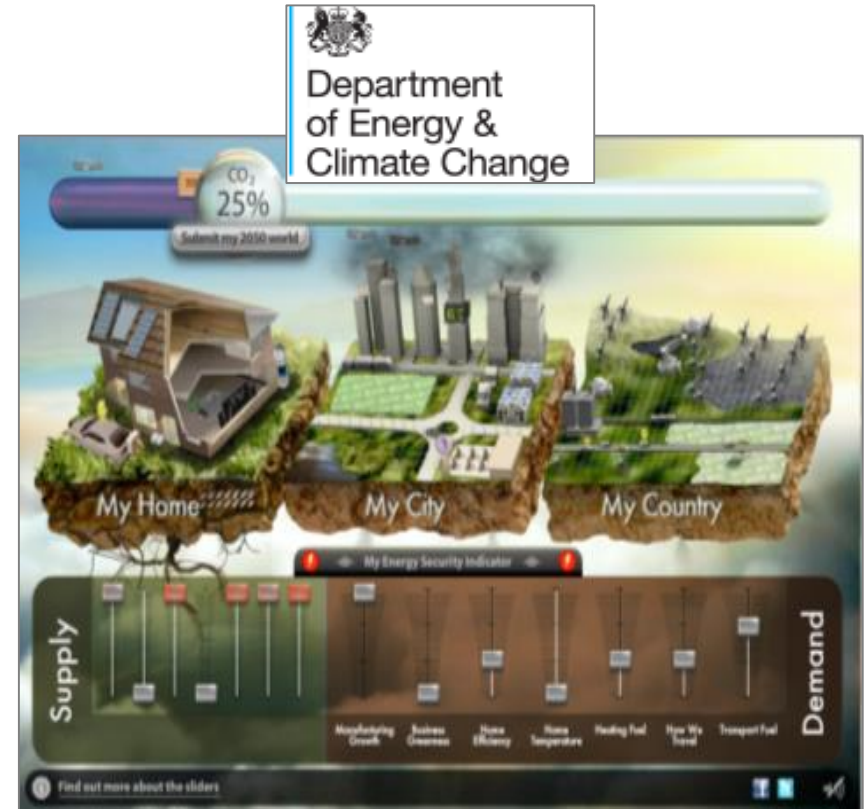 Department
of Energy &
Climate Change
CO2
25%
Submit my 2050 world
My Home
My City
My Country
My Energy Security Indicator
Supply
Demand
Manufacturing
Growth
Business
Greenness
Home
Efficiency
Home
Temperature
Heating Fuel
How We
Travel
Transport Fuel
Find out more about the sliders